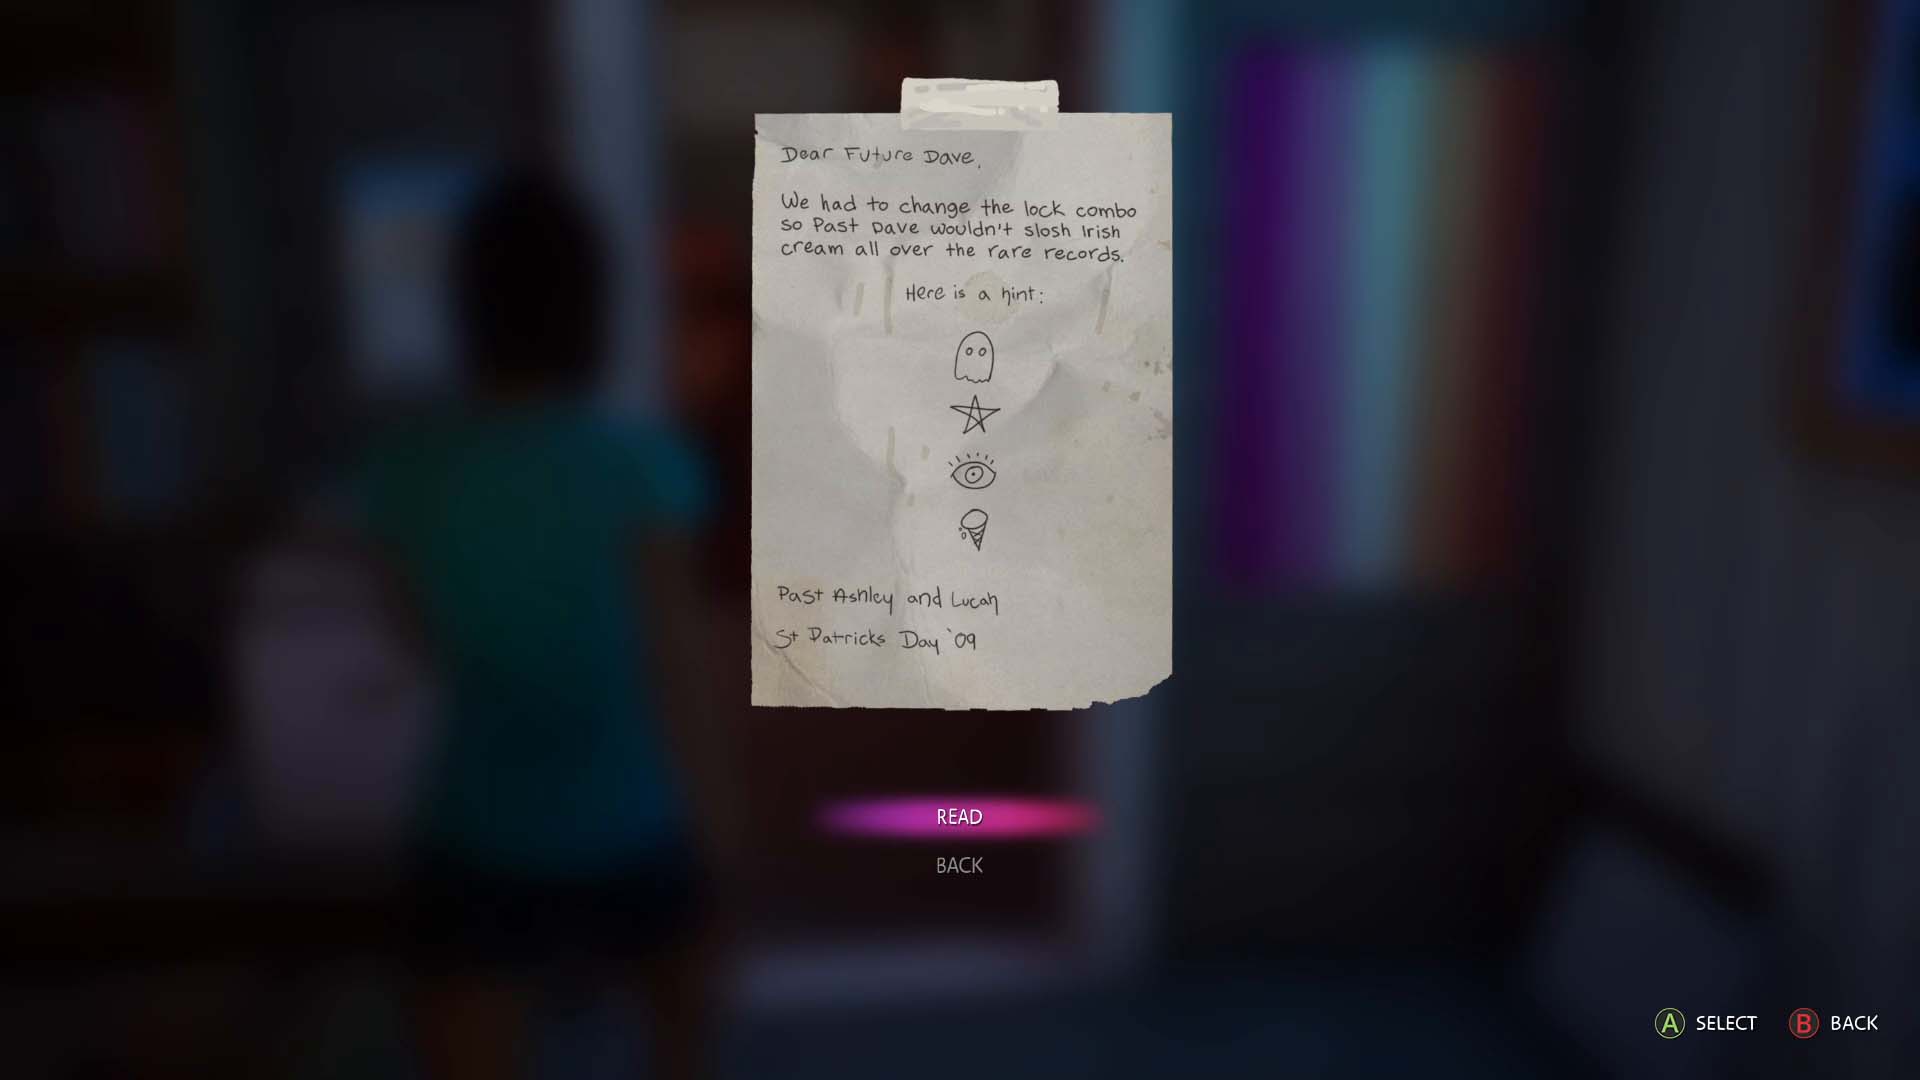 Dear Future Dave,
We had to change the lock combo
so Past Dave wouldn't slosh Irish
cream all over the rare records.
Here is a hint:
Past Ashley and Lucah
St Patricks Day '09
READ
BACK
A SELECT B BACK